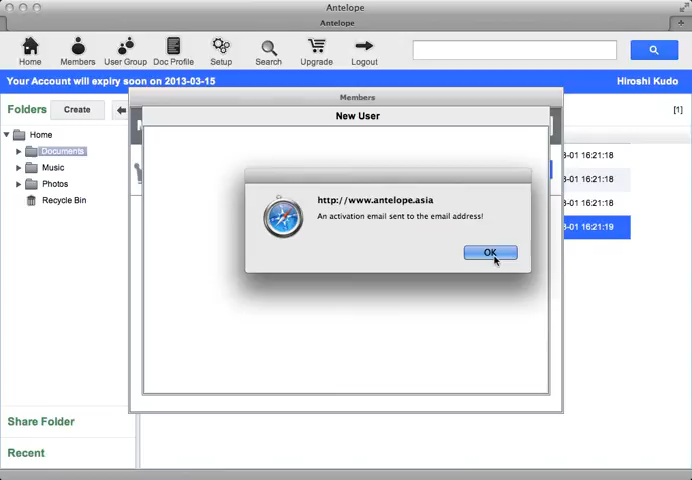 Antelope
Antelope
Home
Members
User Group
Doc Profile
Setup
Search
Upgrade
Logout
Your Account will expiry soon on 2013-03-15
Hiroshi Kudo
Folders
Create
[1]
Members
New User
Home
Documents
Music
Photos
Recycle Bin
3-01 16:21:18
3-01 16:21:18
3-01 16:21:18
3-01 16:21:19
http://www.antelope.asia
An activation email sent to the email address!
OK
Share Folder
Recent